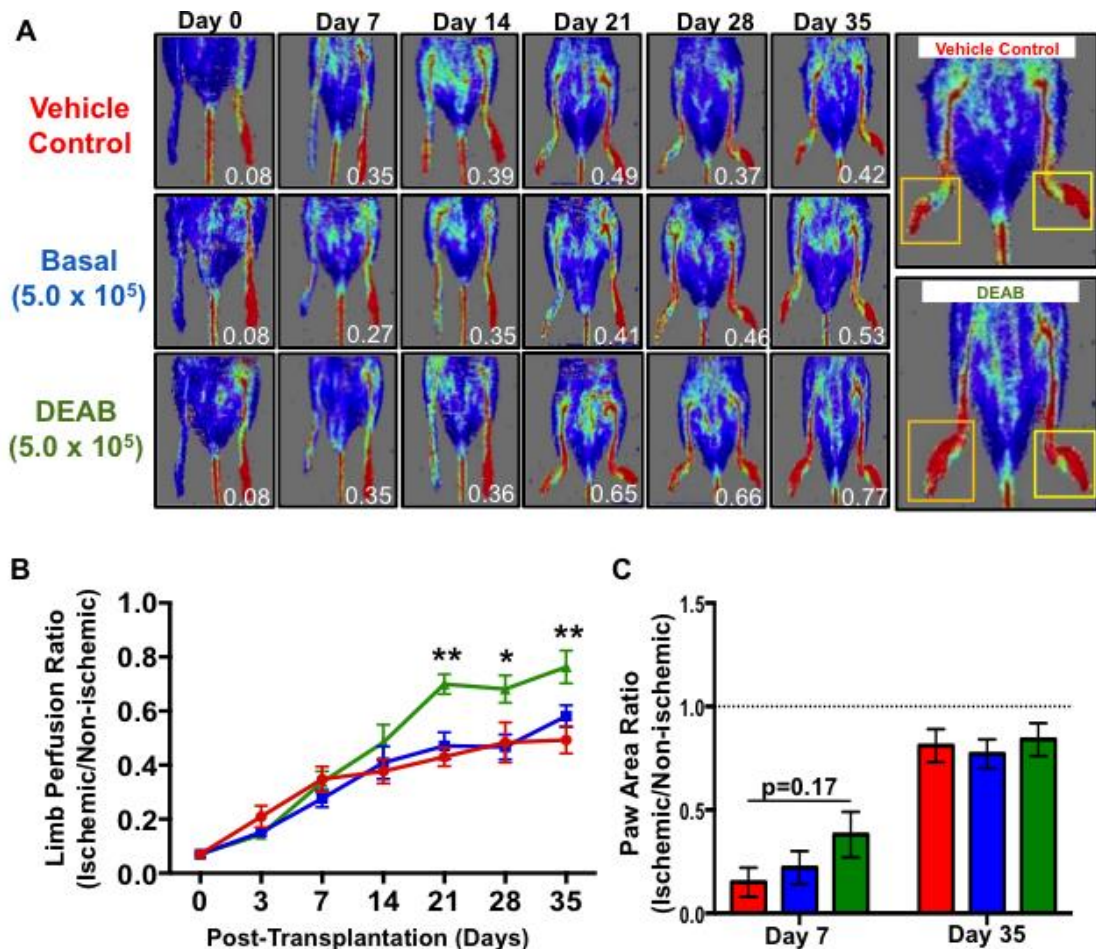 A
Day 0 Day 7 Day 14 Day 21 Day 28 Day 35
Vehicle
Control
0.08 0.35 0.39 0.49 0.37 0.42
Vehicle Control
Basal
(5.0 x 10⁵)
0.08 0.27 0.35 0.41 0.46 0.53
DEAB
(5.0 x 10⁵)
0.08 0.35 0.36 0.65 0.66 0.77
DEAB
B
Limb Perfusion Ratio
(Ischemic/Non-ischemic)
1.0
0.8
0.6
0.4
0.2
0.0
** * **
0 3 7 14 21 28 35
Post-Transplantation (Days)
C
Paw Area Ratio
(Ischemic/Non-ischemic)
1.5
1.0
0.5
0.0
p=0.17
Day 7 Day 35